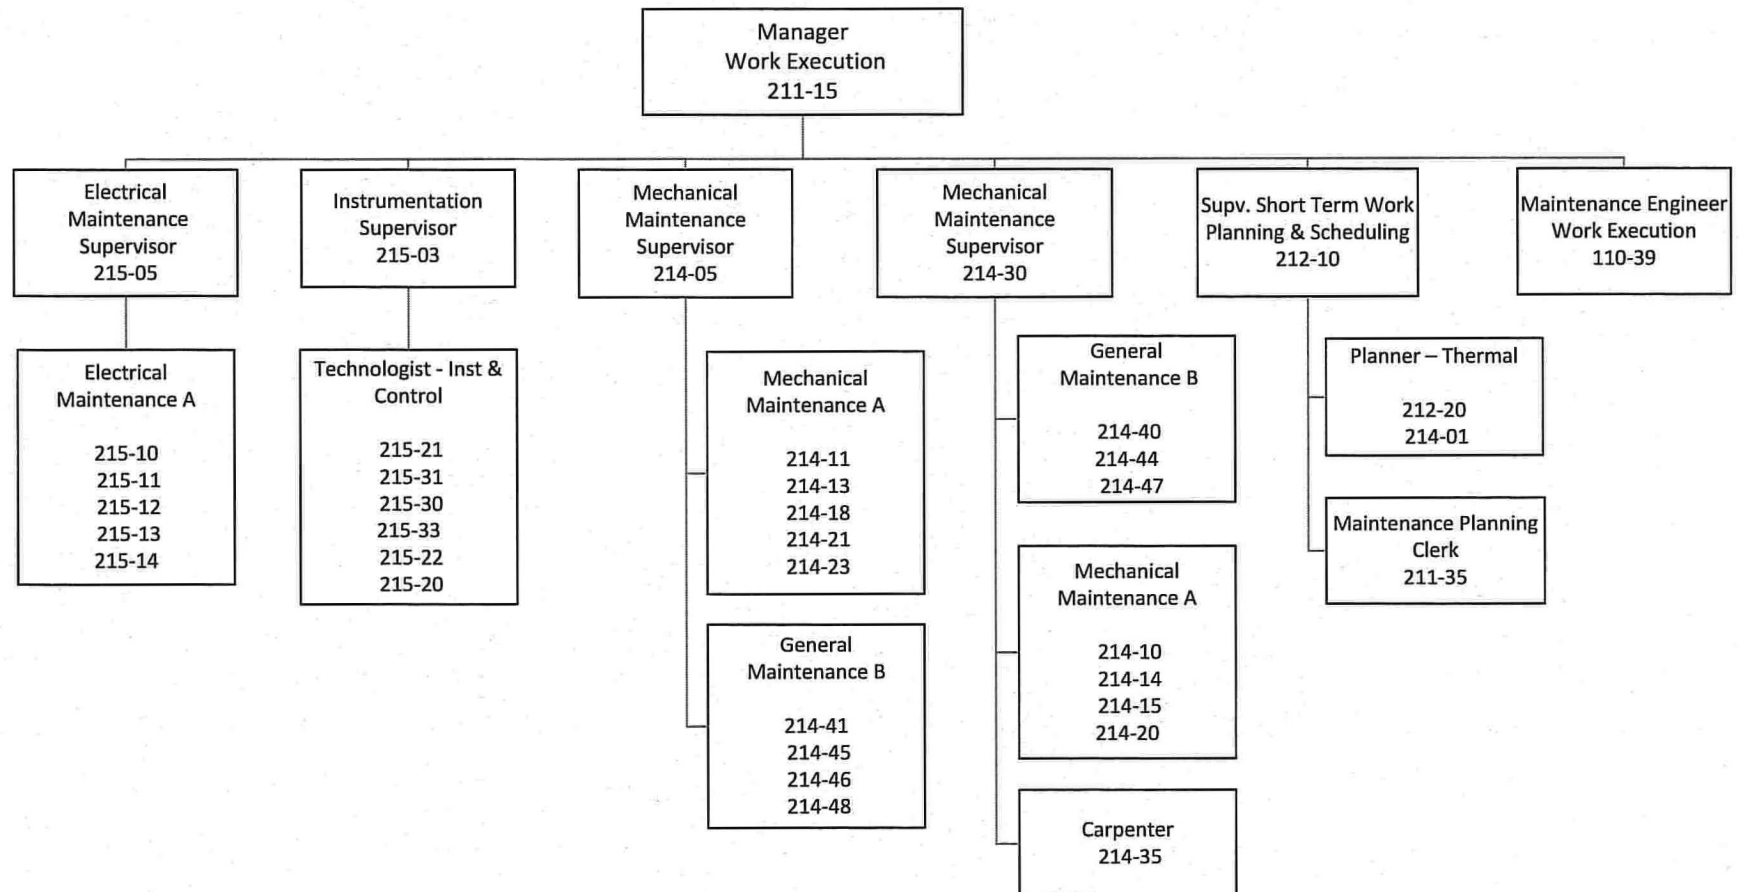 Manager
Work Execution
211-15
Electrical
Maintenance
Supervisor
215-05
Instrumentation
Supervisor
215-03
Mechanical
Maintenance
Supervisor
214-05
Mechanical
Maintenance
Supervisor
214-30
Supv. Short Term Work
Planning & Scheduling
212-10
Maintenance Engineer
Work Execution
110-39
Electrical
Maintenance A
215-10
215-11
215-12
215-13
215-14
Technologist - Inst &
Control
215-21
215-31
215-30
215-33
215-22
215-20
Mechanical
Maintenance A
214-11
214-13
214-18
214-21
214-23
General
Maintenance B
214-41
214-45
214-46
214-48
General
Maintenance B
214-40
214-44
214-47
Mechanical
Maintenance A
214-10
214-14
214-15
214-20
Carpenter
214-35
Planner – Thermal
212-20
214-01
Maintenance Planning
Clerk
211-35